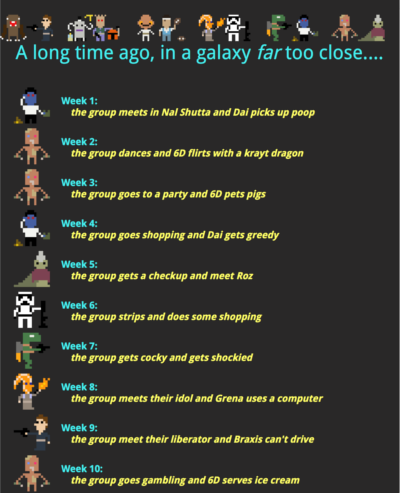 A long time ago, in a galaxy far too close....
Week 1:
the group meets in Nal Shutta and Dai picks up poop
Week 2:
the group dances and 6D flirts with a krayt dragon
Week 3:
the group goes to a party and 6D pets pigs
Week 4:
the group goes shopping and Dai gets greedy
Week 5:
the group gets a checkup and meet Roz
Week 6:
the group strips and does some shopping
Week 7:
the group gets cocky and gets shockied
Week 8:
the group meets their idol and Grena uses a computer
Week 9:
the group meet their liberator and Braxis can't drive
Week 10:
the group goes gambling and 6D serves ice cream